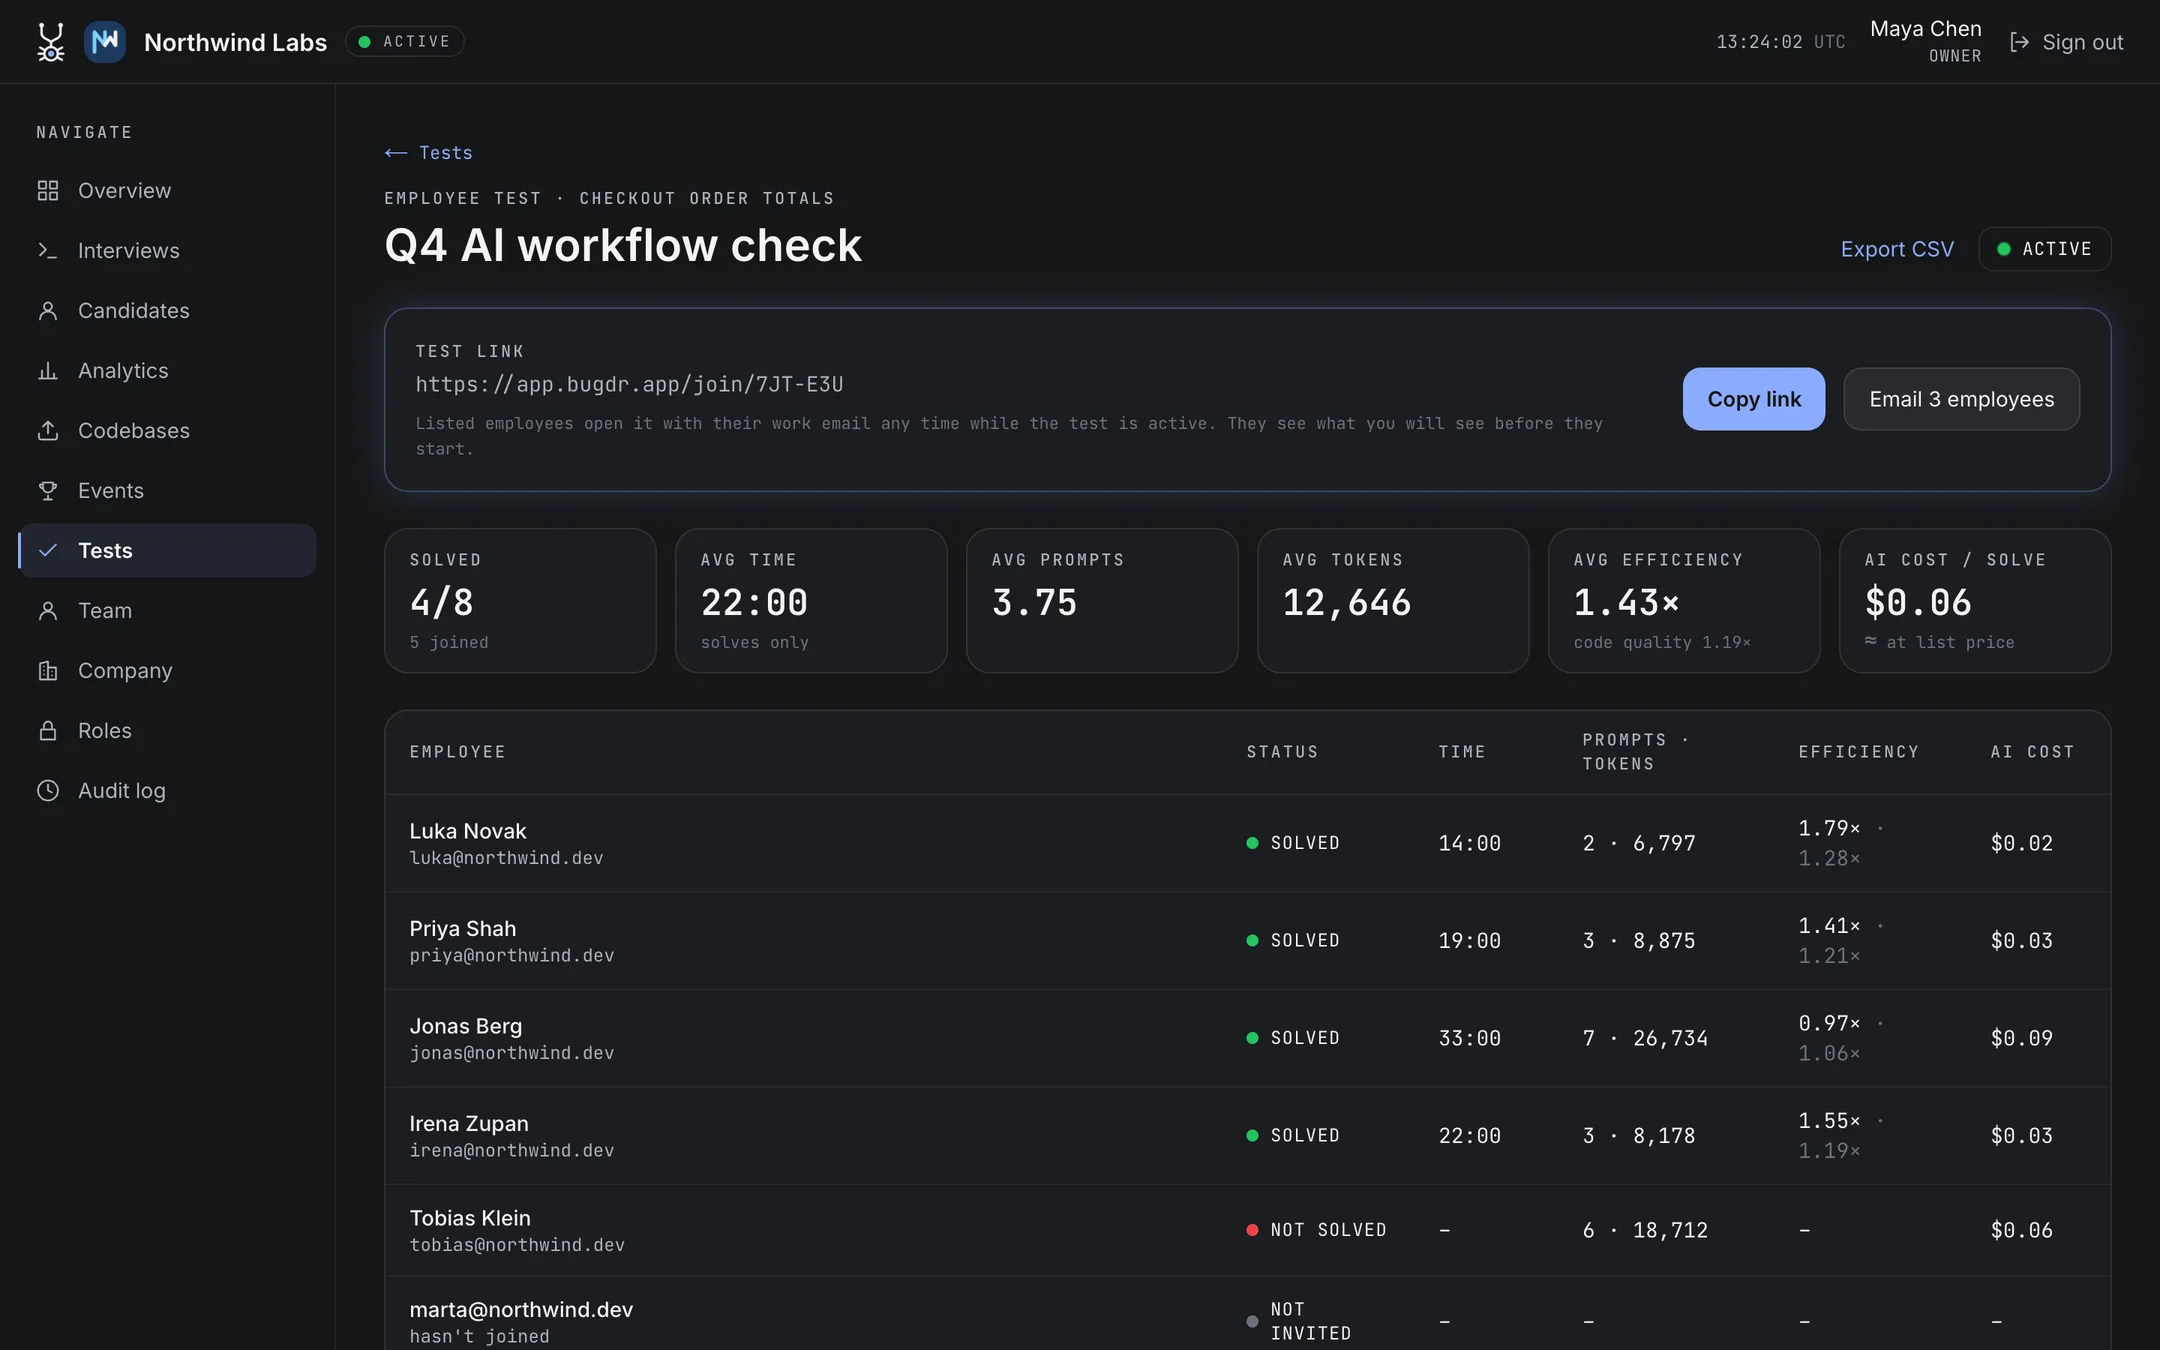 Northwind Labs
ACTIVE
13:24:02 UTC
Maya Chen
OWNER
Sign out
NAVIGATE
Overview
Interviews
Candidates
Analytics
Codebases
Events
Tests
Team
Company
Roles
Audit log
← Tests
EMPLOYEE TEST · CHECKOUT ORDER TOTALS
Q4 AI workflow check
Export CSV
ACTIVE
TEST LINK
https://app.bugdr.app/join/7JT-E3U
Listed employees open it with their work email any time while the test is active. They see what you will see before they
start.
Copy link
Email 3 employees
SOLVED
4/8
5 joined
AVG TIME
22:00
solves only
AVG PROMPTS
3.75
AVG TOKENS
12,646
AVG EFFICIENCY
1.43×
code quality 1.19×
AI COST / SOLVE
$0.06
≈ at list price
EMPLOYEE
STATUS
TIME
PROMPTS ·
TOKENS
EFFICIENCY
AI COST
Luka Novak
luka@northwind.dev
SOLVED
14:00
2 · 6,797
1.79× ·
1.28×
$0.02
Priya Shah
priya@northwind.dev
SOLVED
19:00
3 · 8,875
1.41× ·
1.21×
$0.03
Jonas Berg
jonas@northwind.dev
SOLVED
33:00
7 · 26,734
0.97× ·
1.06×
$0.09
Irena Zupan
irena@northwind.dev
SOLVED
22:00
3 · 8,178
1.55× ·
1.19×
$0.03
Tobias Klein
tobias@northwind.dev
NOT SOLVED
–
6 · 18,712
–
$0.06
marta@northwind.dev
hasn't joined
NOT
INVITED
–
–
–
–